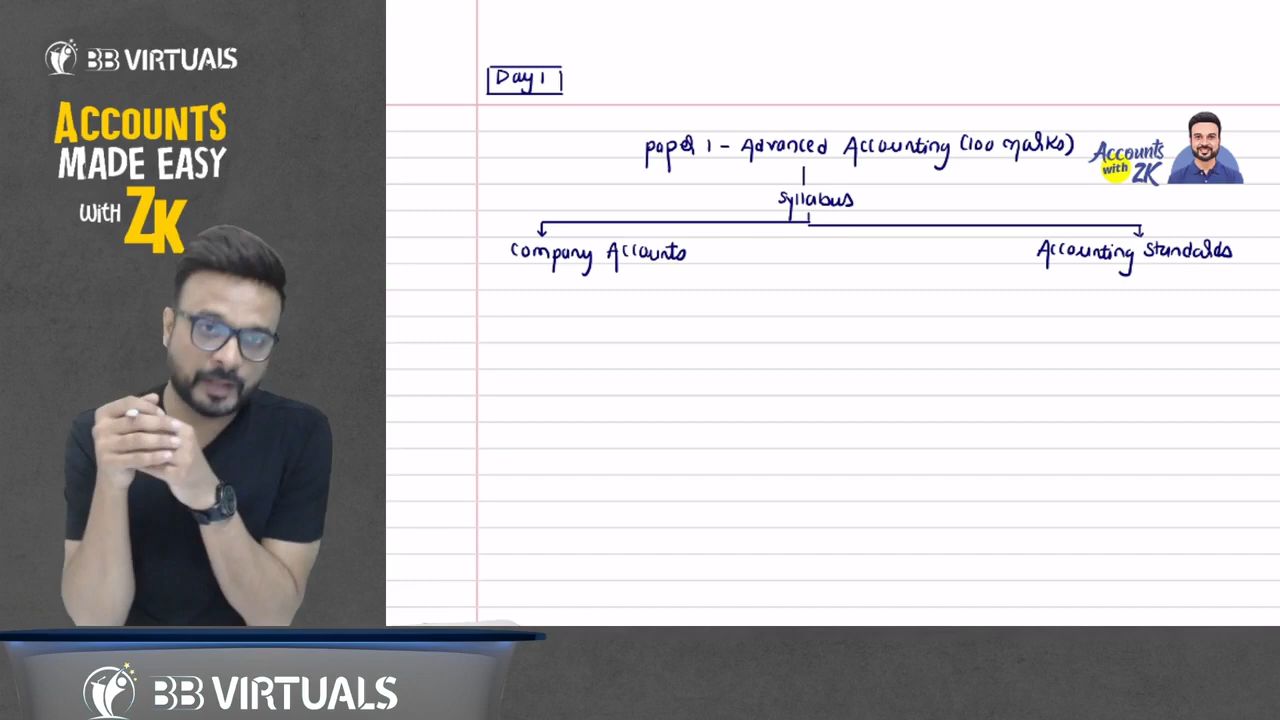 BB VIRTUALS
ACCOUNTS
MADE EASY
with ZK
Day 1
paper 1 - Advanced Accounting (100 marks)
Accounts
with ZK
Syllabus
Company Accounts
Accounting Standards
BB VIRTUALS